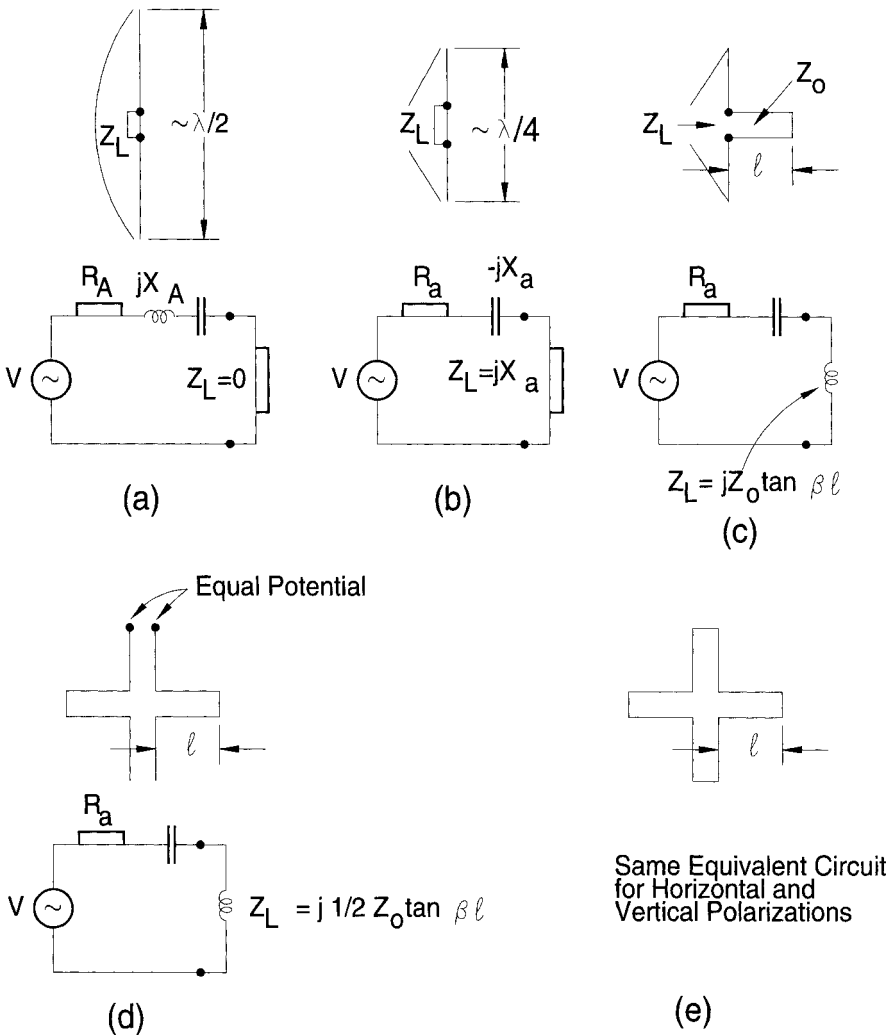 Z_L
~ λ/2
Z_L
~ λ/4
Z_o
Z_L
ℓ
R_A
jX_A
V
~
Z_L=0
(a)
R_a
-jX_a
V
~
Z_L=jX_a
(b)
R_a
V
~
Z_L= jZ_o tan βℓ
(c)
Equal Potential
ℓ
R_a
V
~
Z_L = j 1/2 Z_o tan βℓ
(d)
ℓ
Same Equivalent Circuit
for Horizontal and
Vertical Polarizations
(e)